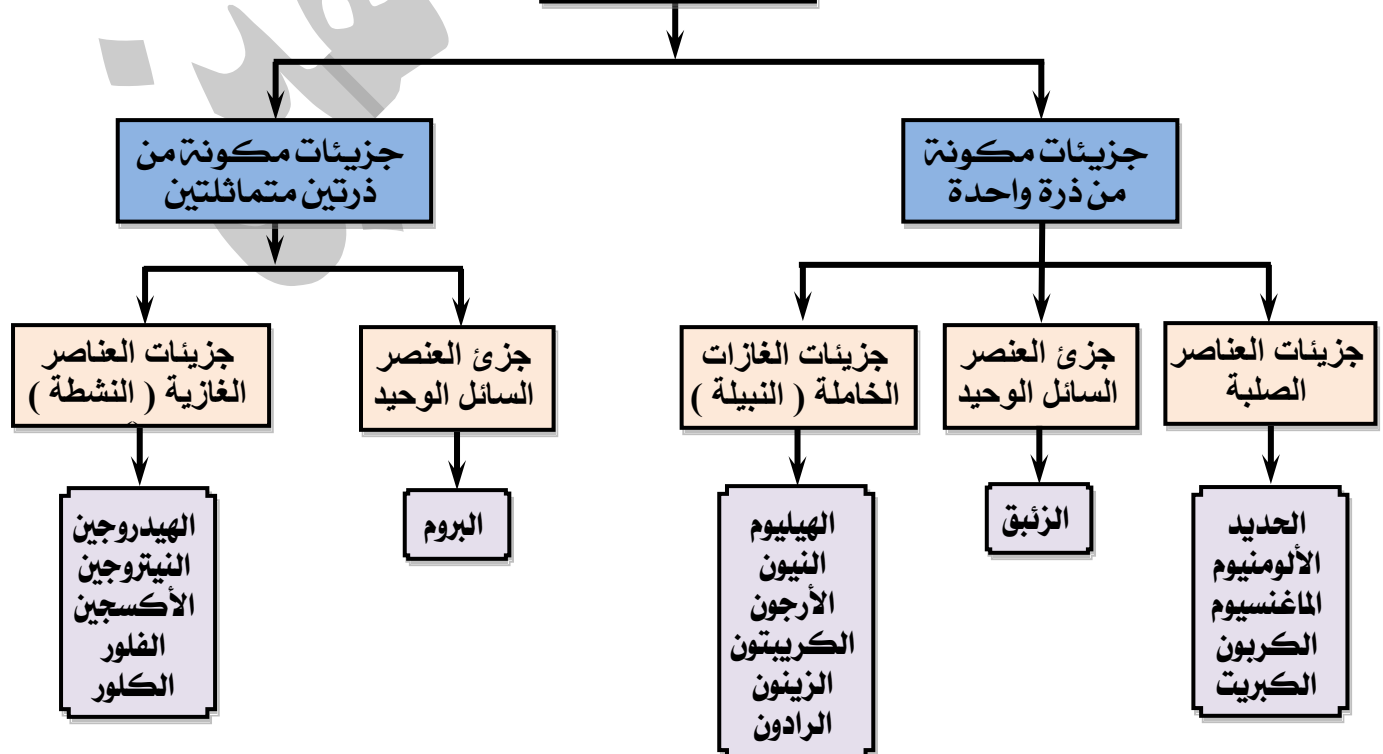 جزيئات مكونة
من ذرة واحدة
جزيئات مكونة من
ذرتين متماثلتين
جزيئات العناصر
الصلبة
جزئ العنصر
السائل الوحيد
جزيئات الغازات
الخاملة ( النبيلة )
جزئ العنصر
السائل الوحيد
جزيئات العناصر
الغازية ( النشطة )
الحديد
الألومنيوم
الماغنسيوم
الكربون
الكبريت
الزئبق
الهيليوم
النيون
الأرجون
الكريبتون
الزينون
الرادون
البروم
الهيدروجين
النيتروجين
الأكسجين
الفلور
الكلور